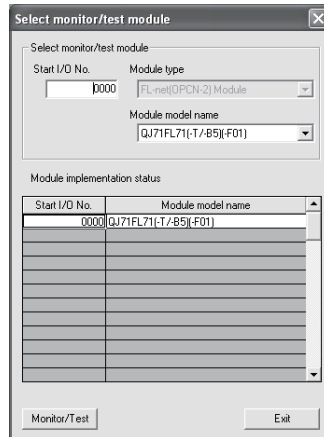 Select monitor/test module
Select monitor/test module
Start I/O No. Module type
0000 FL-net(OPCN-2) Module
Module model name
QJ71FL71(-T/-B5)(-F01)
Module implementation status
Start I/O No. Module model name
0000 QJ71FL71(-T/-B5)(-F01)
Monitor/Test Exit